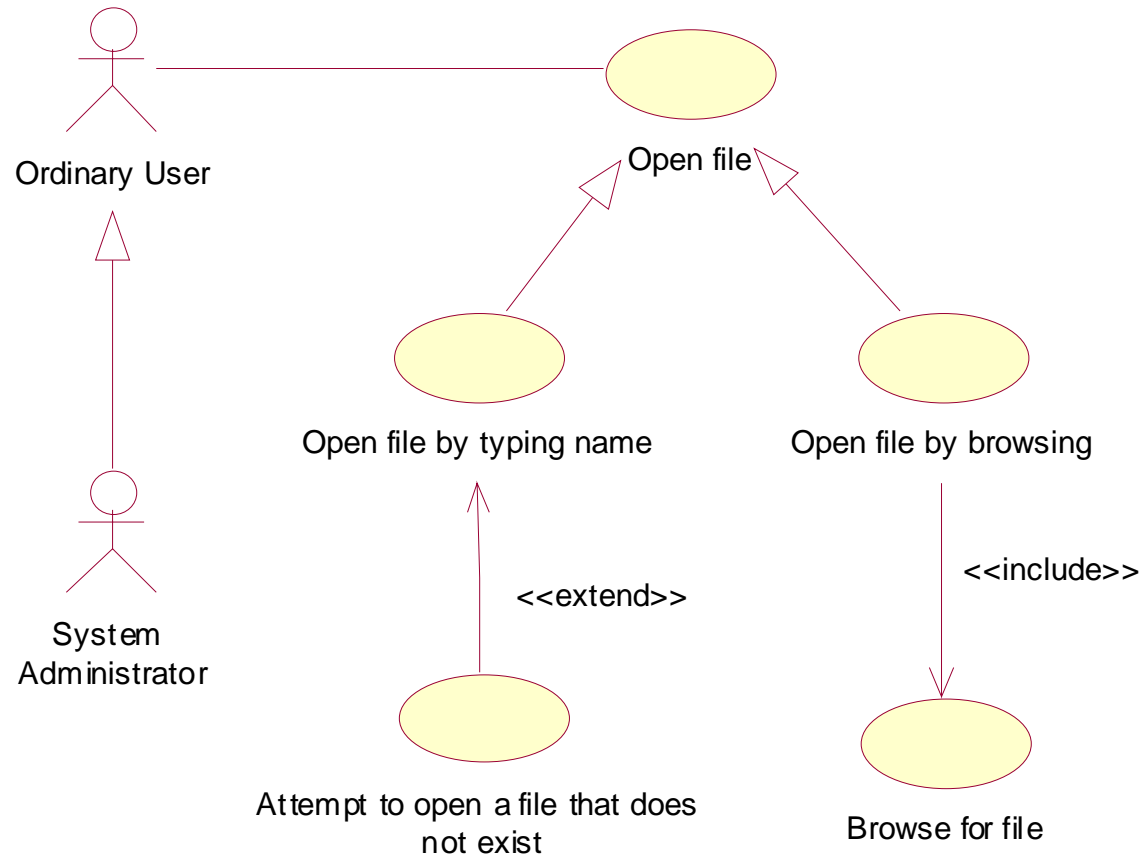 Ordinary User
Open file
Open file by typing name
Open file by browsing
<<extend>>
<<include>>
System
Administrator
Attempt to open a file that does
not exist
Browse for file